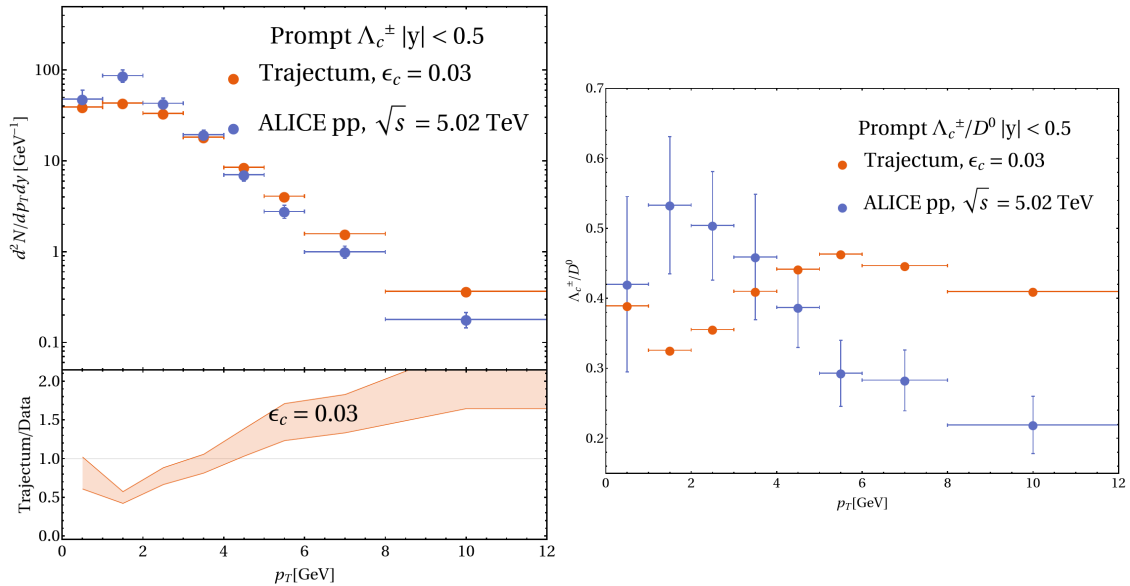 Prompt Λc± |y| < 0.5
Trajectum, ϵc = 0.03
ALICE pp, √s = 5.02 TeV
d²N/dpTdy [GeV⁻¹]
100
10
1
0.1
ϵc = 0.03
Trajectum/Data
2.0
1.5
1.0
0.5
0.0
0 2 4 6 8 10 12
pT[GeV]
Prompt Λc±/D⁰ |y| < 0.5
Trajectum, ϵc = 0.03
ALICE pp, √s = 5.02 TeV
Λc±/D⁰
0.7
0.6
0.5
0.4
0.3
0.2
0 2 4 6 8 10 12
pT[GeV]